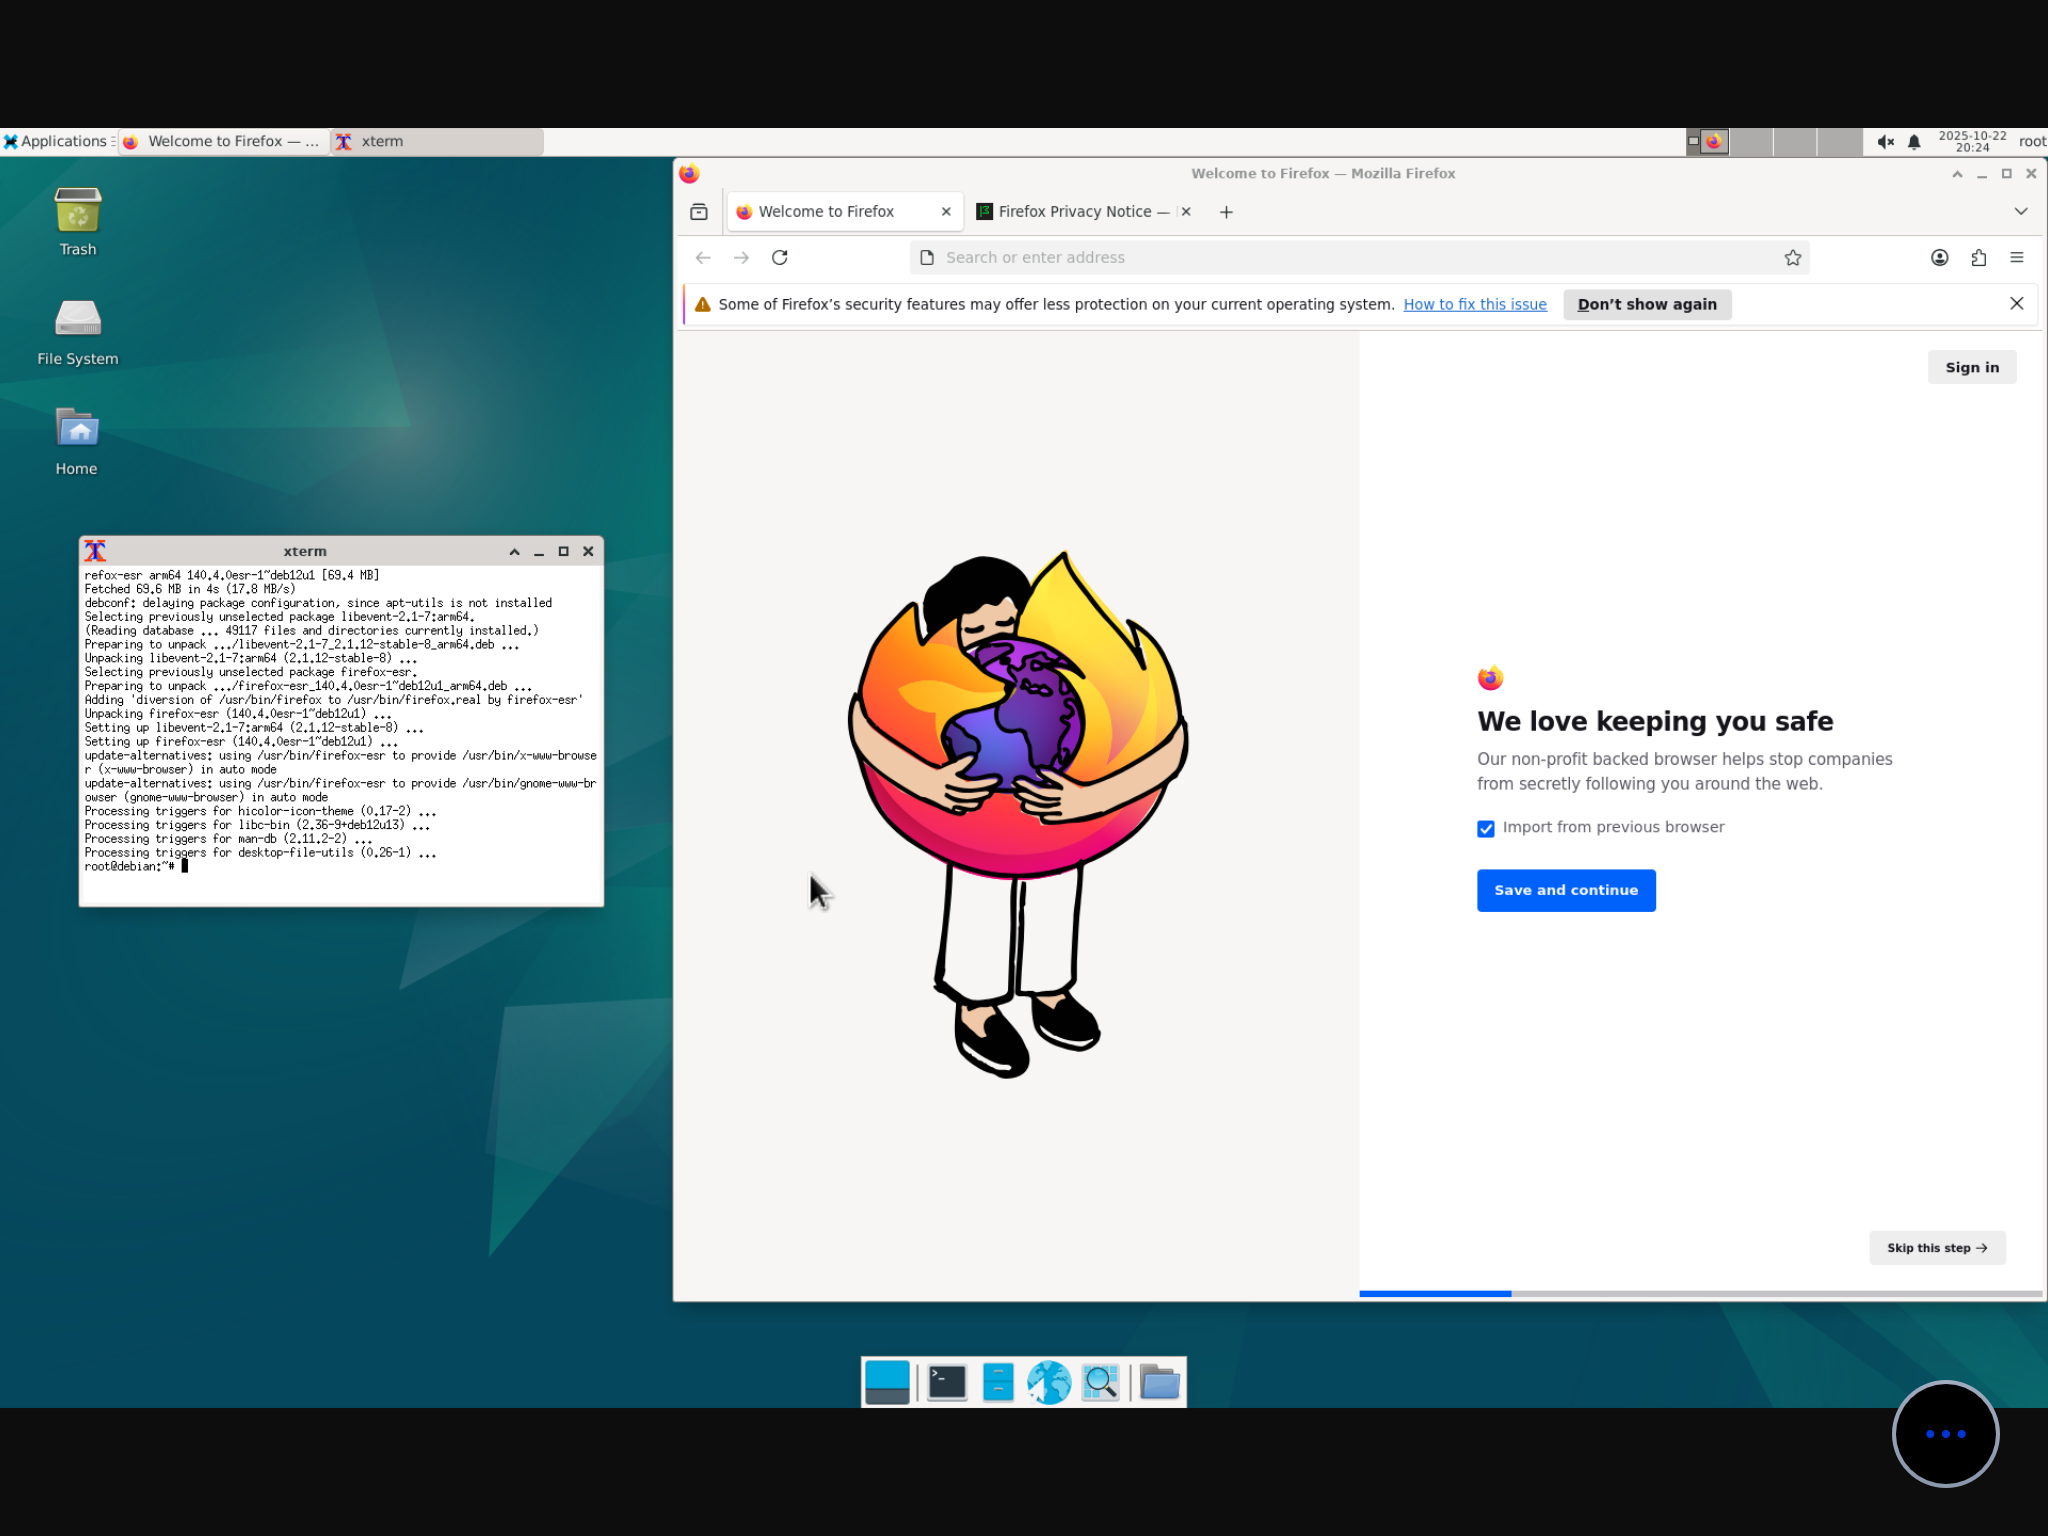 Applications
Welcome to Firefox — ...
xterm
2025-10-22
20:24
root
Trash
File System
Home
xterm
refox-esr arm64 140.4.0esr-1~deb12u1 [69.4 MB]
Fetched 69.6 MB in 4s (17.8 MB/s)
debconf: delaying package configuration, since apt-utils is not installed
Selecting previously unselected package libevent-2.1-7:arm64.
(Reading database ... 49117 files and directories currently installed.)
Preparing to unpack .../libevent-2.1-7_2.1.12-stable-8_arm64.deb ...
Unpacking libevent-2.1-7:arm64 (2.1.12-stable-8) ...
Selecting previously unselected package firefox-esr.
Preparing to unpack .../firefox-esr_140.4.0esr-1~deb12u1_arm64.deb ...
Adding 'diversion of /usr/bin/firefox to /usr/bin/firefox.real by firefox-esr'
Unpacking firefox-esr (140.4.0esr-1~deb12u1) ...
Setting up libevent-2.1-7:arm64 (2.1.12-stable-8) ...
Setting up firefox-esr (140.4.0esr-1~deb12u1) ...
update-alternatives: using /usr/bin/firefox-esr to provide /usr/bin/x-www-browse
r (x-www-browser) in auto mode
update-alternatives: using /usr/bin/firefox-esr to provide /usr/bin/gnome-www-br
owser (gnome-www-browser) in auto mode
Processing triggers for hicolor-icon-theme (0.17-2) ...
Processing triggers for libc-bin (2.36-9+deb12u13) ...
Processing triggers for man-db (2.11.2-2) ...
Processing triggers for desktop-file-utils (0.26-1) ...
root@debian:~#
Welcome to Firefox — Mozilla Firefox
Welcome to Firefox
Firefox Privacy Notice —
Search or enter address
Some of Firefox's security features may offer less protection on your current operating system. How to fix this issue
Don't show again
Sign in
We love keeping you safe
Our non-profit backed browser helps stop companies
from secretly following you around the web.
Import from previous browser
Save and continue
Skip this step →